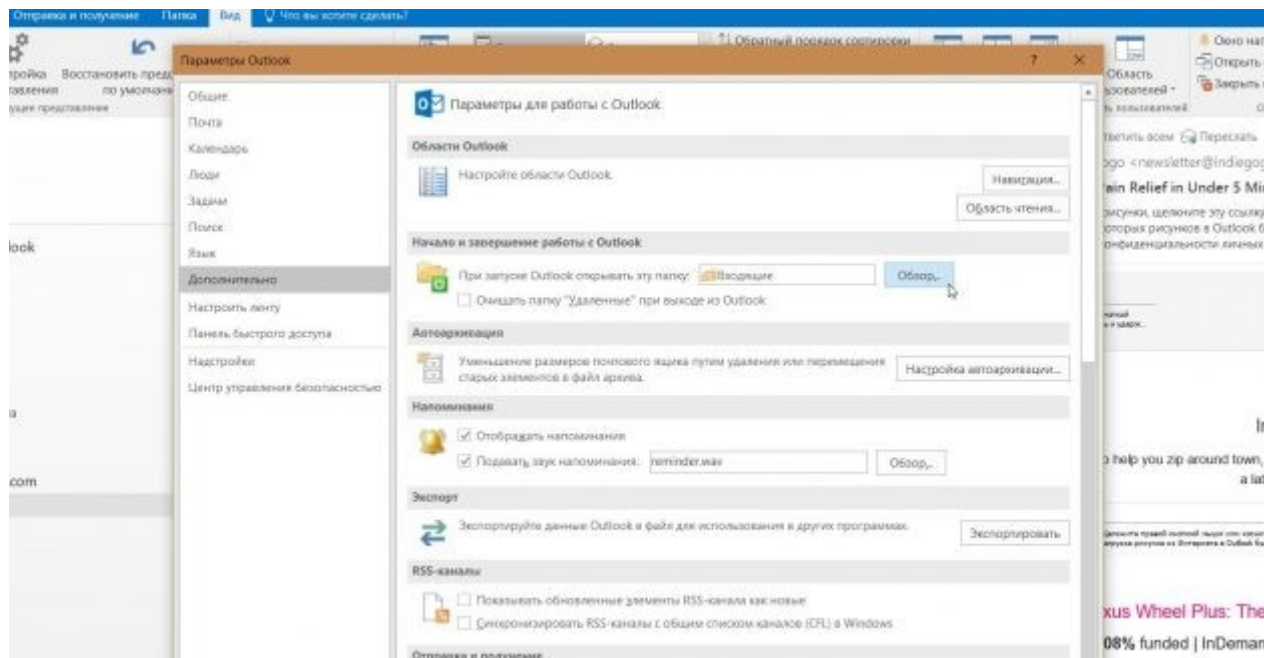 Отправка и получение Папка Вид Что вы хотите сделать?
Обратный порядок сортировки
Восстановить
по умолчанию
Область
Параметры Outlook ? ×
Общие
Почта
Календарь
Люди
Задачи
Поиск
Язык
Дополнительно
Настроить ленту
Панель быстрого доступа
Надстройки
Центр управления безопасностью
Параметры для работы с Outlook.
Области Outlook
Настройте области Outlook.
Навигация...
Область чтения...
Начало и завершение работы с Outlook
При запуске Outlook открывать эту папку: Входящие Обзор...
Очищать папку "Удаленные" при выходе из Outlook
Автоархивация
Уменьшение размеров почтового ящика путем удаления или перемещения
старых элементов в файл архива.
Настройка автоархивации...
Напоминания
Отображать напоминания
Подавать звук напоминания: reminder.wav Обзор...
Экспорт
Экспортируйте данные Outlook в файл для использования в других программах.
Экспортировать
RSS-каналы
Показывать обновленные элементы RSS-канала как новые
Синхронизировать RSS-каналы с общим списком каналов (CFL) в Windows
Отправка и получение
Открыть
Закрыть
ответить всем Переслать
ogo <newsletter@indiegog
ain Relief in Under 5 Mi
o help you zip around town,
a lat
xus Wheel Plus: The
08% funded | InDeman
look
com